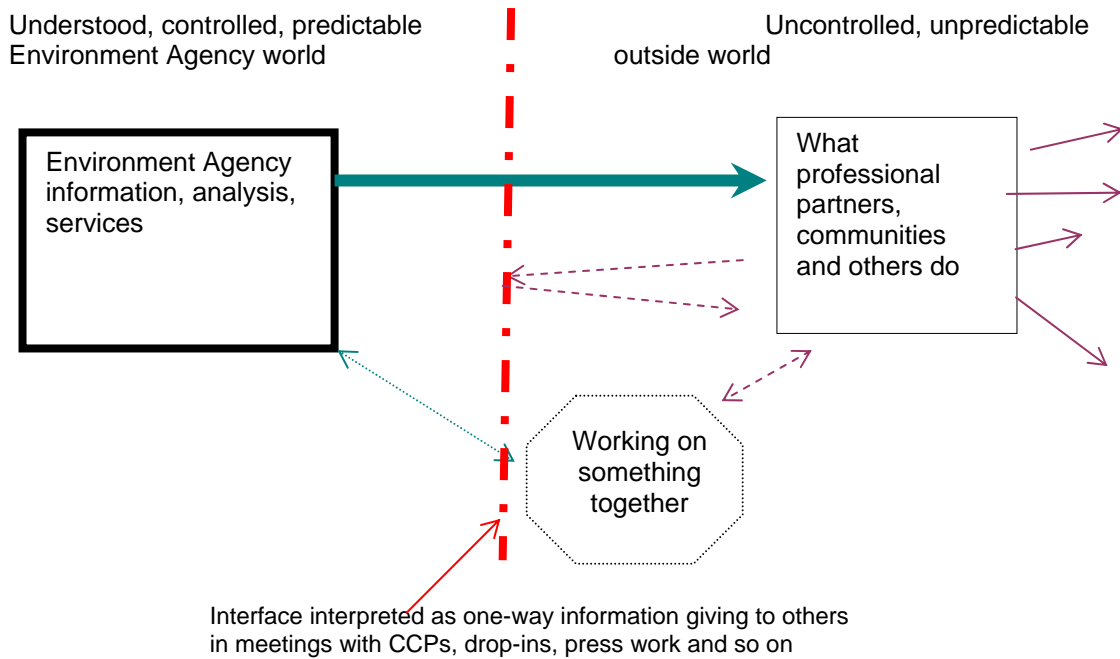 Understood, controlled, predictable
Environment Agency world
Uncontrolled, unpredictable
outside world
Environment Agency
information, analysis,
services
What
professional
partners,
communities
and others do
Working on
something
together
Interface interpreted as one-way information giving to others
in meetings with CCPs, drop-ins, press work and so on